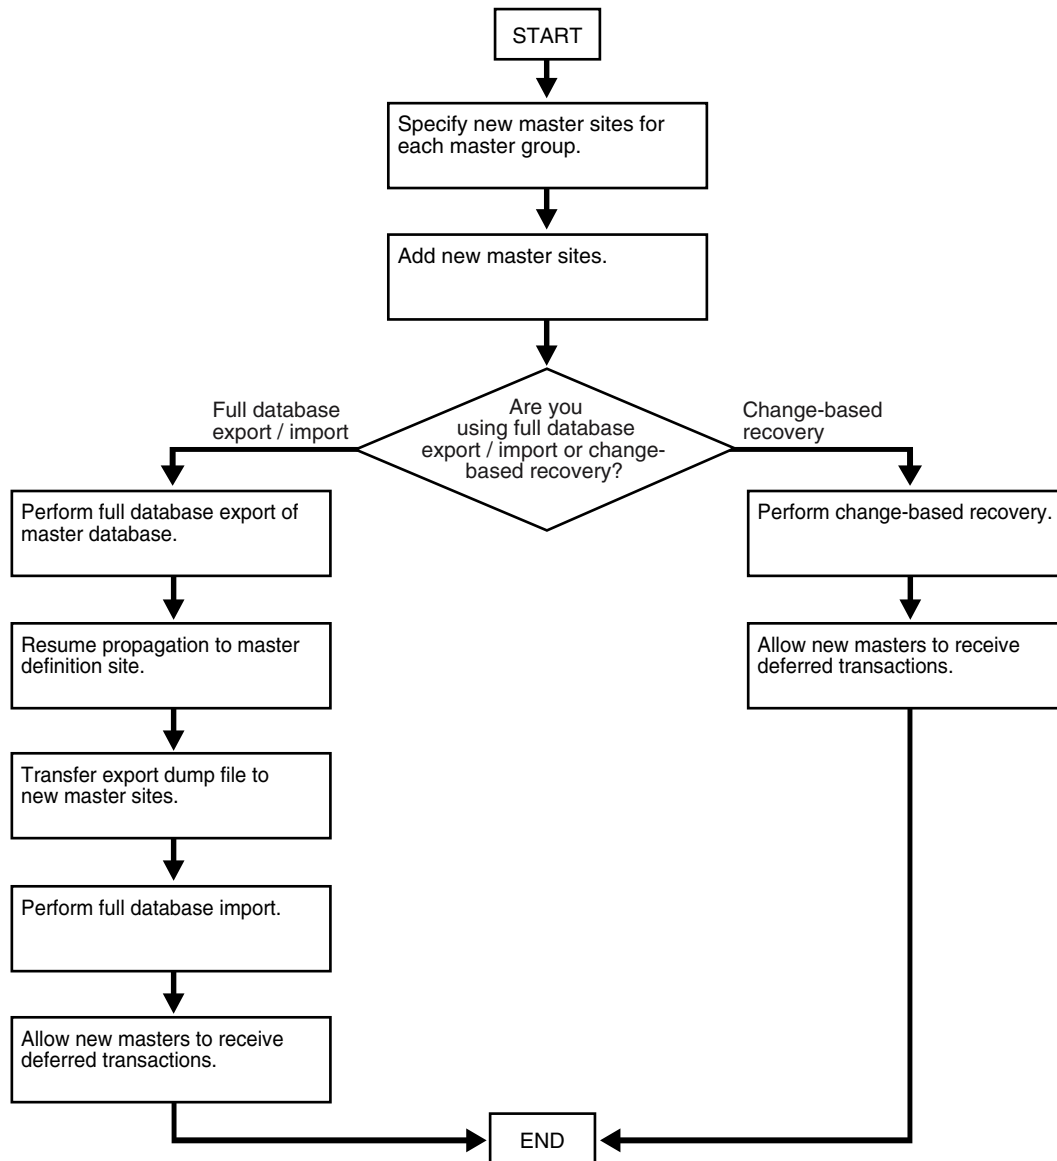 START
Specify new master sites for
each master group.
Add new master sites.
Are you
using full database
export / import or change-
based recovery?
Full database
export / import
Change-based
recovery
Perform full database export of
master database.
Resume propagation to master
definition site.
Transfer export dump file to
new master sites.
Perform full database import.
Allow new masters to receive
deferred transactions.
Perform change-based recovery.
Allow new masters to receive
deferred transactions.
END